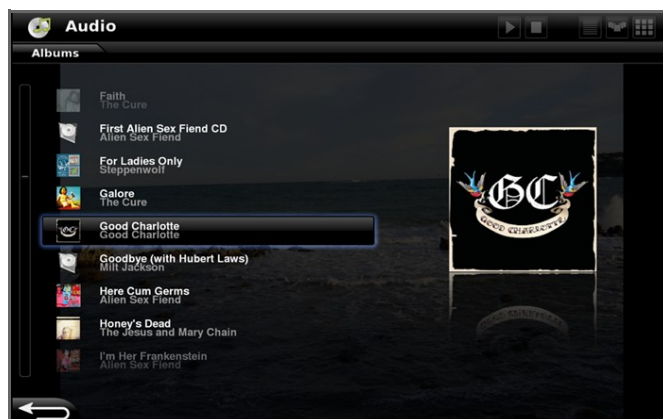 Audio
Albums
Faith
The Cure
First Alien Sex Fiend CD
Alien Sex Fiend
For Ladies Only
Steppenwolf
Galore
The Cure
Good Charlotte
Good Charlotte
Goodbye (with Hubert Laws)
Milt Jackson
Here Cum Germs
Alien Sex Fiend
Honey's Dead
The Jesus and Mary Chain
I'm Her Frankenstein
Alien Sex Fiend
GC
GOOD CHARLOTTE